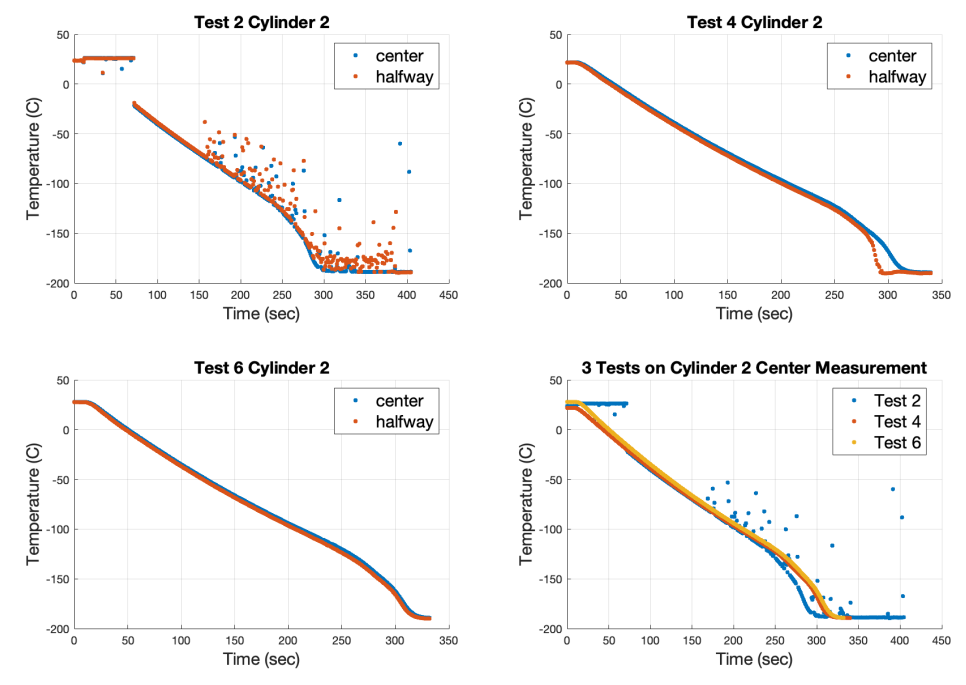 Test 2 Cylinder 2
Temperature (C)
50
0
-50
-100
-150
-200
0 50 100 150 200 250 300 350 400 450
Time (sec)
center
halfway
Test 4 Cylinder 2
Temperature (C)
50
0
-50
-100
-150
-200
0 50 100 150 200 250 300 350
Time (sec)
center
halfway
Test 6 Cylinder 2
Temperature (C)
50
0
-50
-100
-150
-200
0 50 100 150 200 250 300 350
Time (sec)
center
halfway
3 Tests on Cylinder 2 Center Measurement
Temperature (C)
50
0
-50
-100
-150
-200
0 50 100 150 200 250 300 350 400 450
Time (sec)
Test 2
Test 4
Test 6